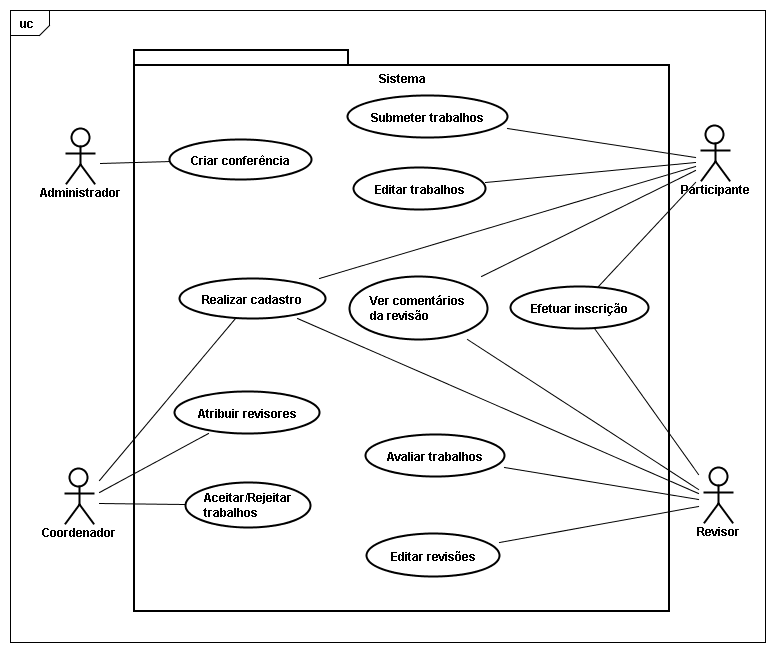 uc
Sistema
Submeter trabalhos
Criar conferência
Administrador
Editar trabalhos
Participante
Realizar cadastro
Ver comentários
da revisão
Efetuar inscrição
Atribuir revisores
Avaliar trabalhos
Aceitar/Rejeitar
trabalhos
Coordenador
Revisor
Editar revisões